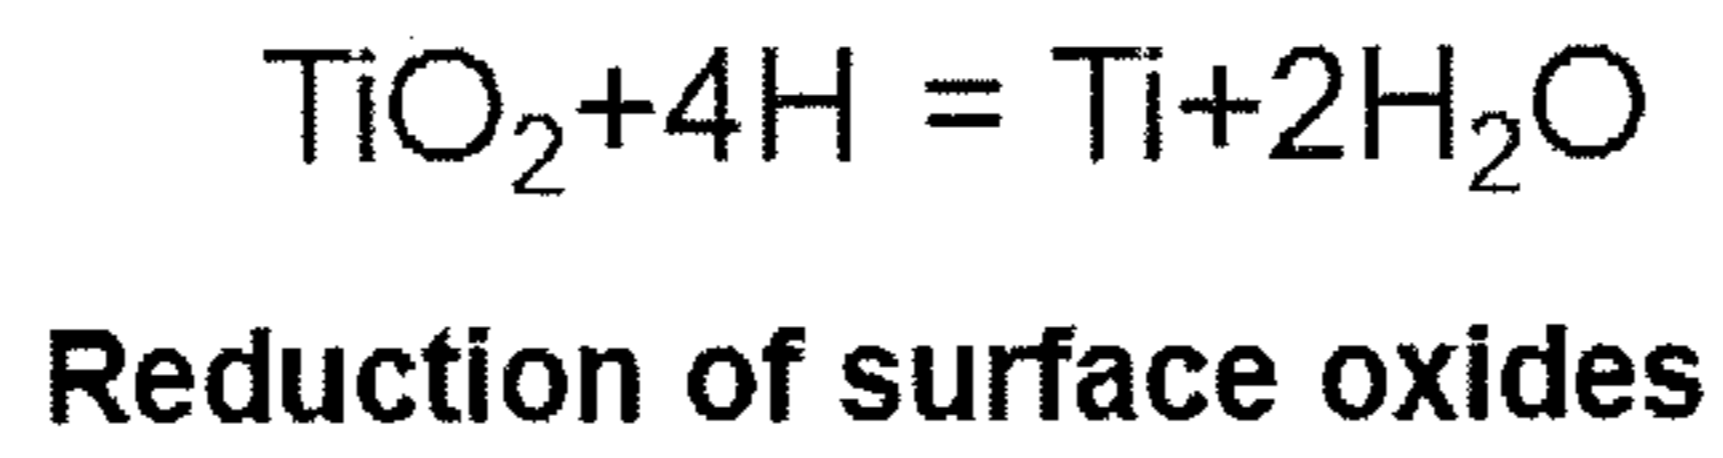 TiO₂+4H = Ti+2H₂O
Reduction of surface oxides